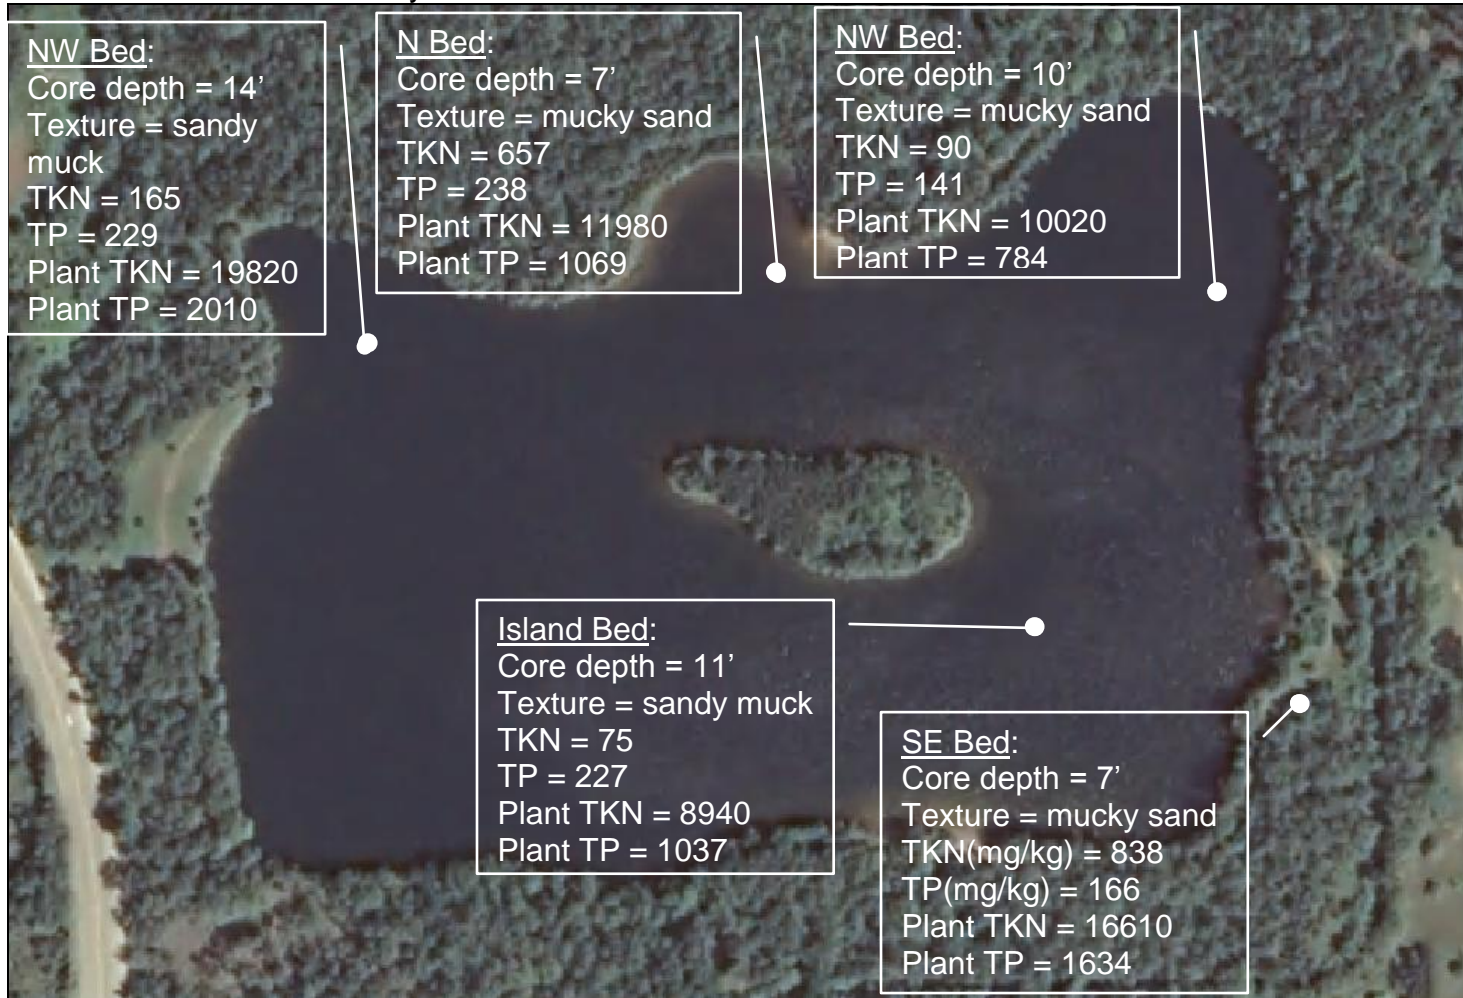 NW Bed:
Core depth = 14’
Texture = sandy
muck
TKN = 165
TP = 229
Plant TKN = 19820
Plant TP = 2010
N Bed:
Core depth = 7’
Texture = mucky sand
TKN = 657
TP = 238
Plant TKN = 11980
Plant TP = 1069
NW Bed:
Core depth = 10’
Texture = mucky sand
TKN = 90
TP = 141
Plant TKN = 10020
Plant TP = 784
Island Bed:
Core depth = 11’
Texture = sandy muck
TKN = 75
TP = 227
Plant TKN = 8940
Plant TP = 1037
SE Bed:
Core depth = 7’
Texture = mucky sand
TKN(mg/kg) = 838
TP(mg/kg) = 166
Plant TKN = 16610
Plant TP = 1634